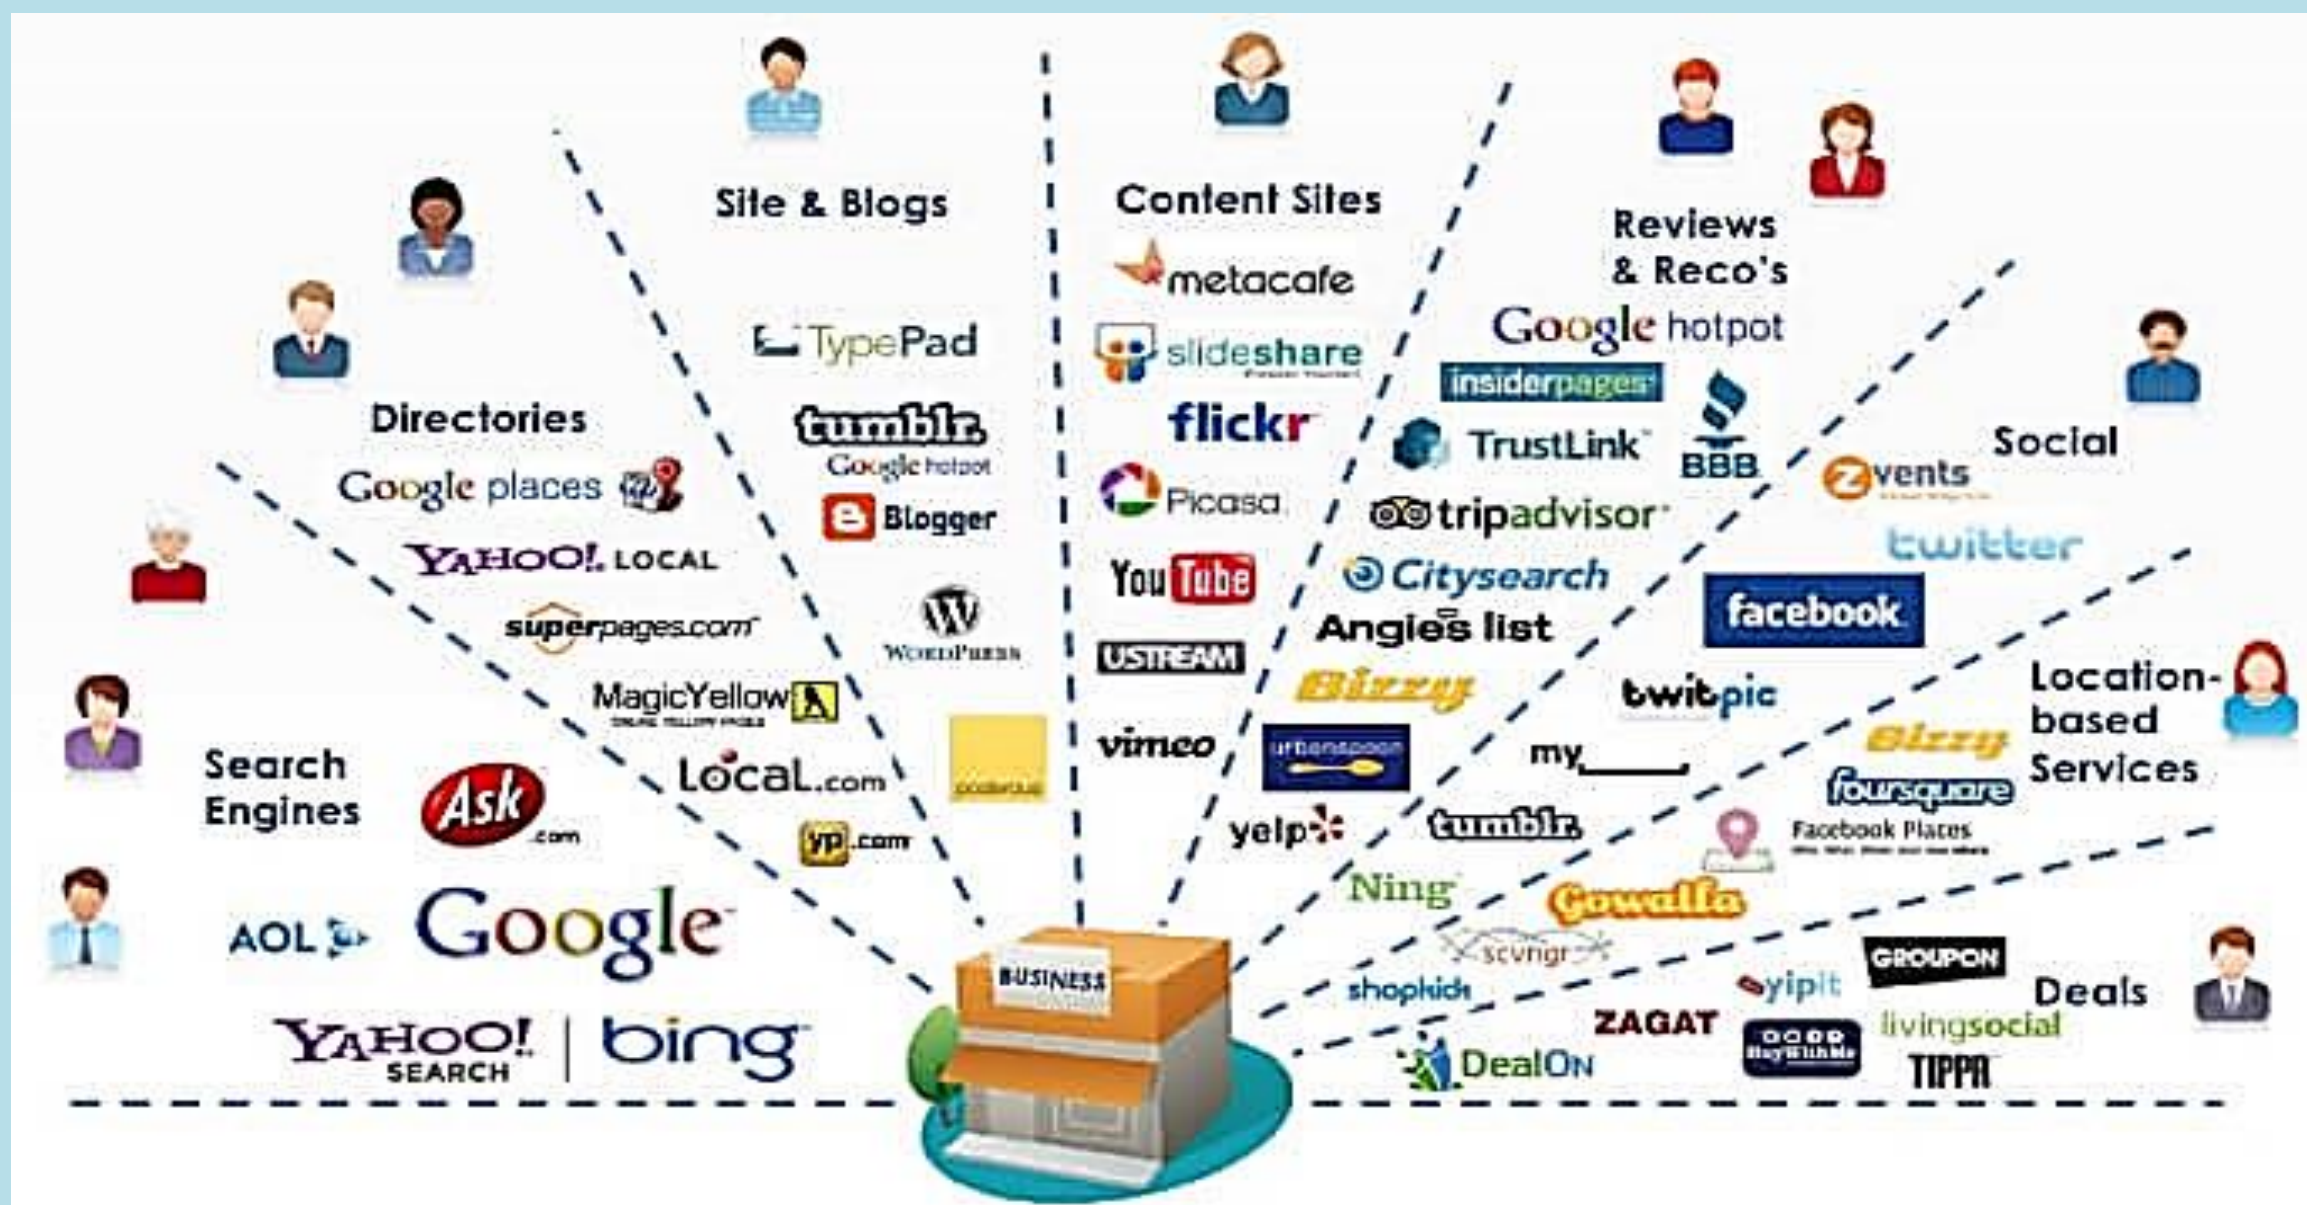 Site & Blogs
TypePad
tumblr.
Google hotpot
Blogger
WORDPRESS
Content Sites
metacafe
slideshare
flickr
Picasa
YouTube
USTREAM
vimeo
Reviews
& Reco's
Google hotpot
insiderpages
TrustLink
BBB
tripadvisor
Citysearch
Angie's list
Bizzy
urbanspoon
yelp
Directories
Google places
YAHOO! LOCAL
superpages.com
MagicYellow
LOCAL.com
yp.com
Social
zvents
twitter
facebook
twitpic
my
tumblr.
Ning
Search
Engines
Ask
.com
AOL
Google
YAHOO!
SEARCH
bing
Location-
based
Services
Bizzy
foursquare
Facebook Places
Gowalla
scvngr
shopkick
Deals
GROUPON
yipit
ZAGAT
livingsocial
BuyWithMe
DealOn
TIPPR
BUSINESS